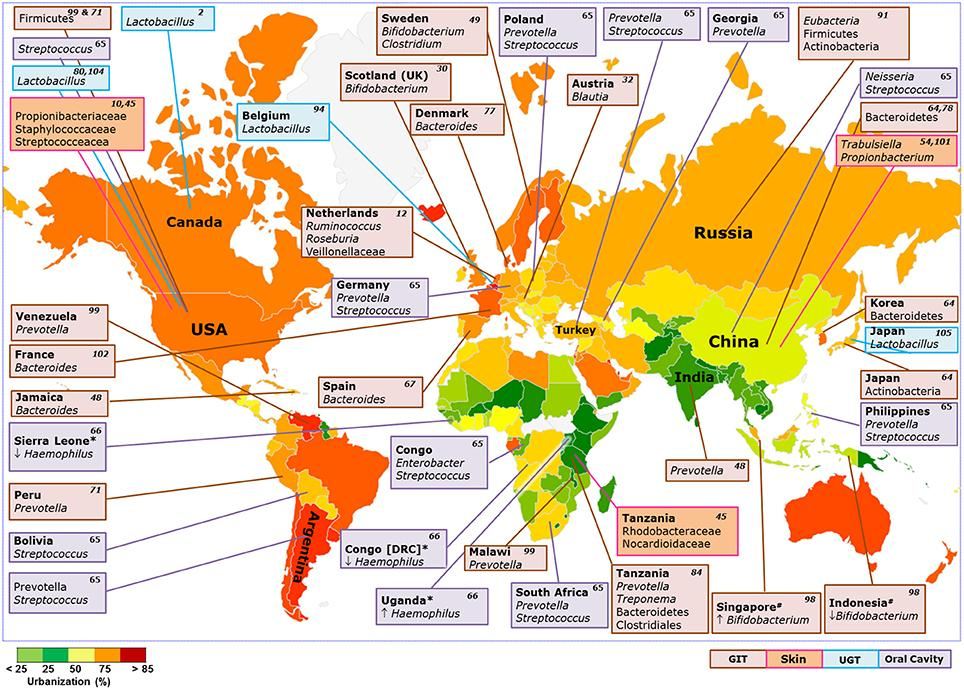 Firmicutes 99 & 71
Streptococcus 65
Lactobacillus 80,104
10,45
Propionibacteriaceae
Staphylococcaceae
Streptococceacea
Lactobacillus 2
Belgium 94
Lactobacillus
Sweden 49
Bifidobacterium
Clostridium
Scotland (UK) 30
Bifidobacterium
Denmark 77
Bacteroides
Poland 65
Prevotella
Streptococcus
Austria 32
Blautia
Prevotella 65
Streptococcus
Georgia 65
Prevotella
Eubacteria 91
Firmicutes
Actinobacteria
Neisseria 65
Streptococcus
64,78
Bacteroidetes
Trabulsiella 54,101
Propionbacterium
Netherlands 12
Ruminococcus
Roseburia
Veillonellaceae
Germany 65
Prevotella
Streptococcus
Canada
USA
Russia
Turkey
China
India
Argentina
Venezuela 99
Prevotella
France 102
Bacteroides
Jamaica 48
Bacteroides
Sierra Leone* 66
↓ Haemophilus
Peru 71
Prevotella
Bolivia 65
Streptococcus
Prevotella 65
Streptococcus
Spain 67
Bacteroides
Congo 65
Enterobacter
Streptococcus
Congo [DRC]* 66
↓ Haemophilus
Uganda* 66
↑ Haemophilus
Malawi 99
Prevotella
South Africa 65
Prevotella
Streptococcus
Tanzania 45
Rhodobacteraceae
Nocardioidaceae
Tanzania 84
Prevotella
Treponema
Bacteroidetes
Clostridiales
Prevotella 48
Singapore# 98
↑ Bifidobacterium
Indonesia# 98
↓Bifidobacterium
Korea 64
Bacteroidetes
Japan 105
Lactobacillus
Japan 64
Actinobacteria
Philippines 65
Prevotella
Streptococcus
< 25 25 50 75 > 85
Urbanization (%)
GIT Skin UGT Oral Cavity